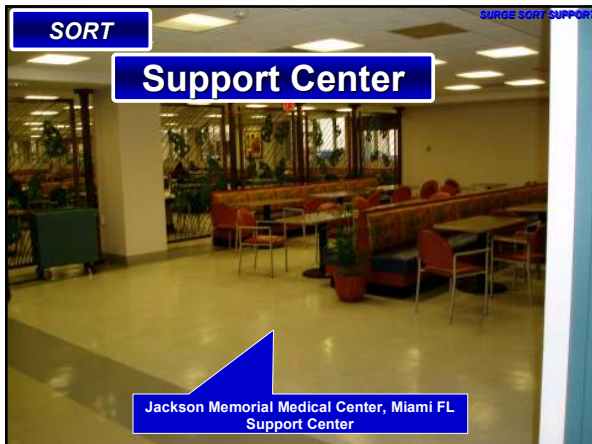 SORT
SURGE SORT SUPPORT
Support Center
Jackson Memorial Medical Center, Miami FL
Support Center